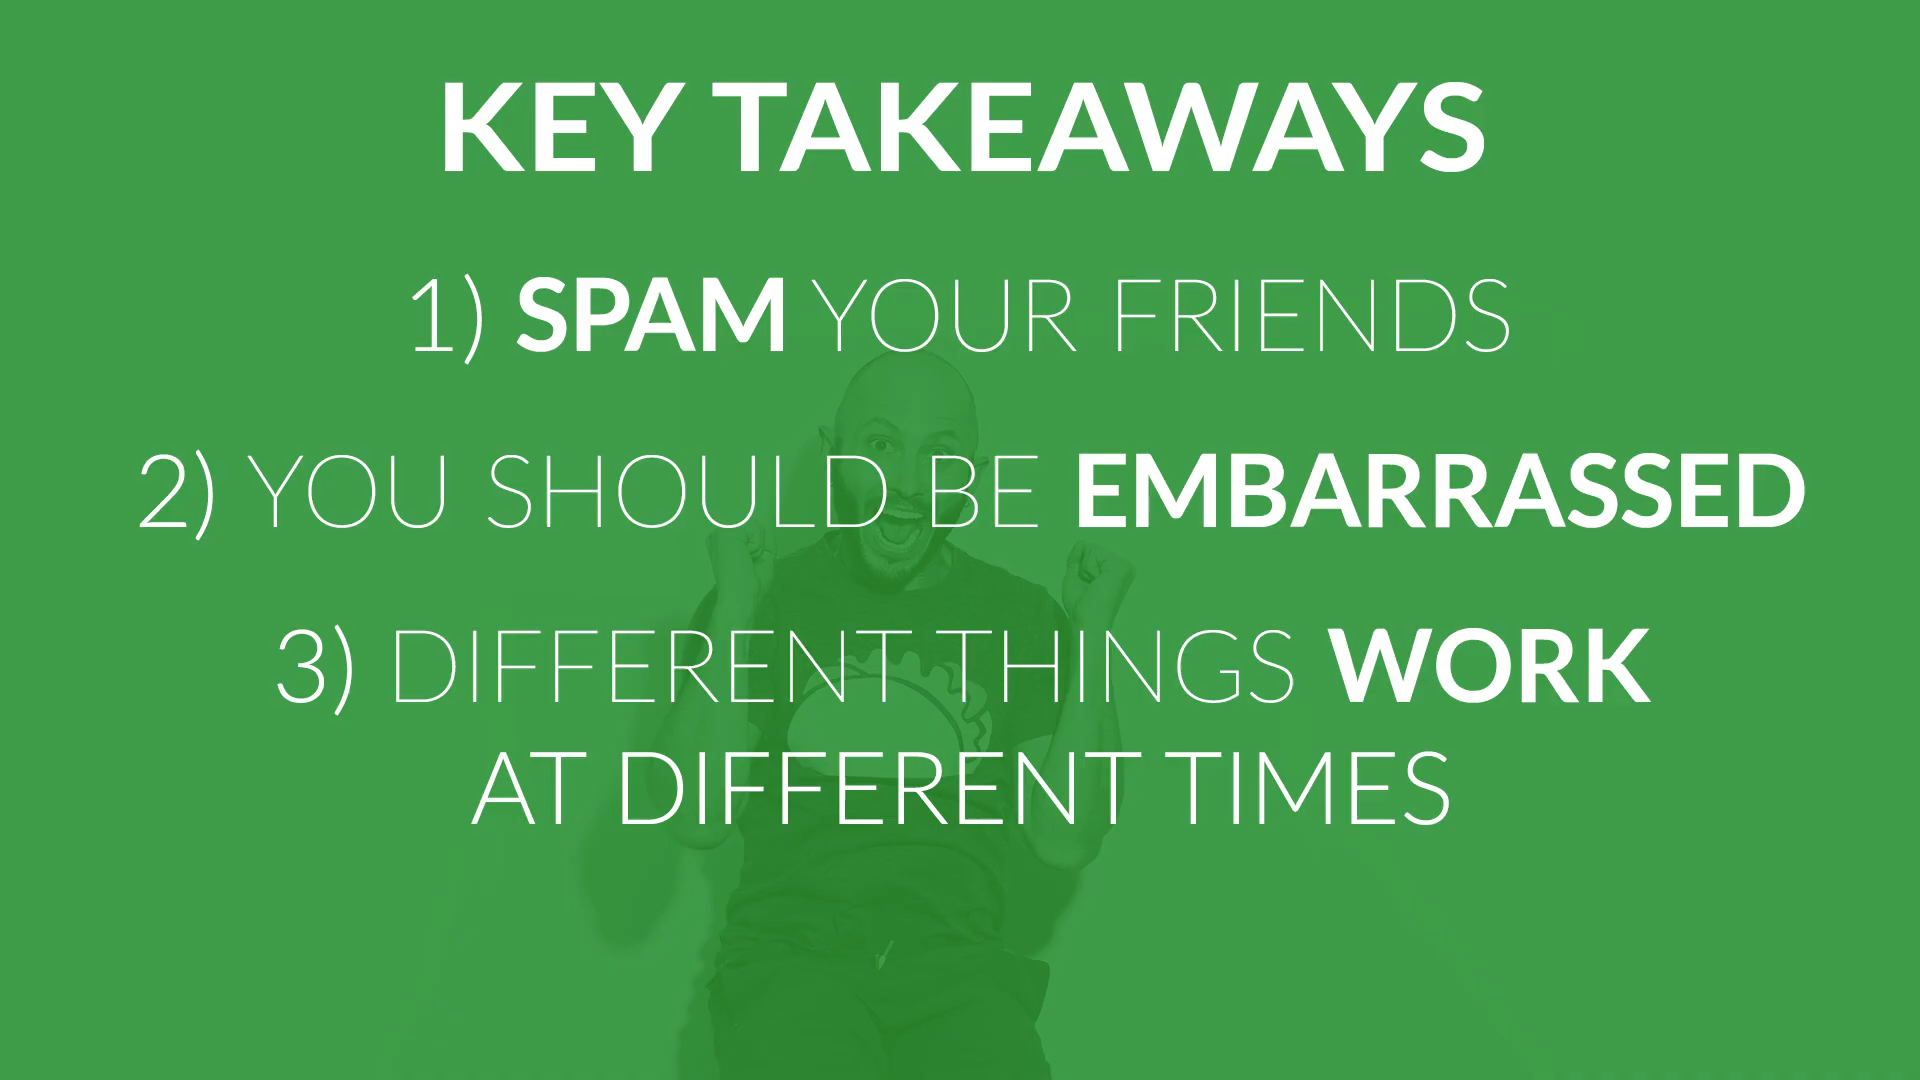 KEY TAKEAWAYS
1) SPAM YOUR FRIENDS
2) YOU SHOULD BE EMBARRASSED
3) DIFFERENT THINGS WORK
AT DIFFERENT TIMES